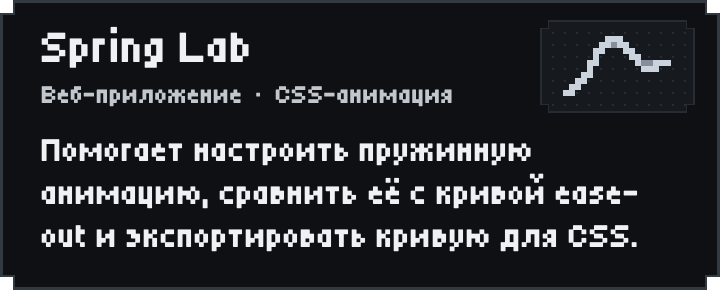 Spring Lab
Веб-приложение · CSS-анимация
Помогает настроить пружинную
анимацию, сравнить её с кривой ease-
out и экспортировать кривую для CSS.